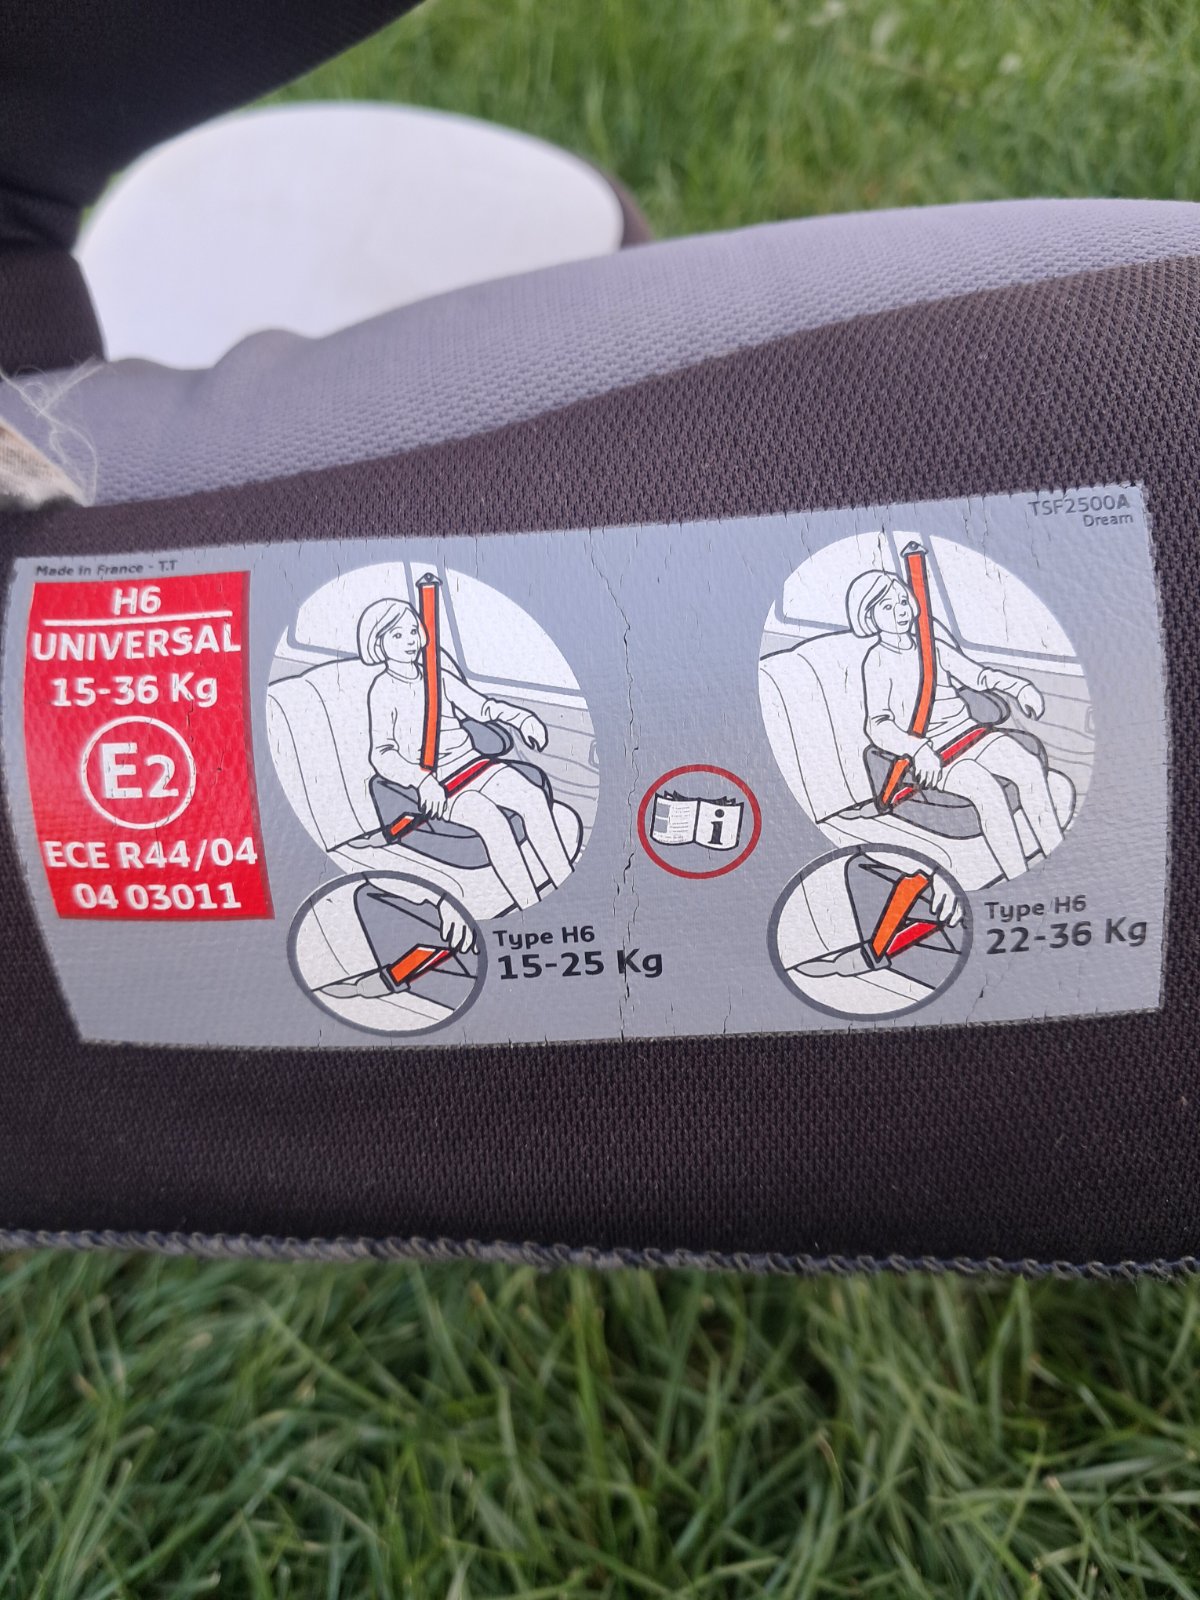 Made in France - T.T
H6
UNIVERSAL
15-36 Kg
E2
ECE R44/04
04 03011
TSF2500A
Dream
i
Type H6
15-25 Kg
Type H6
22-36 Kg